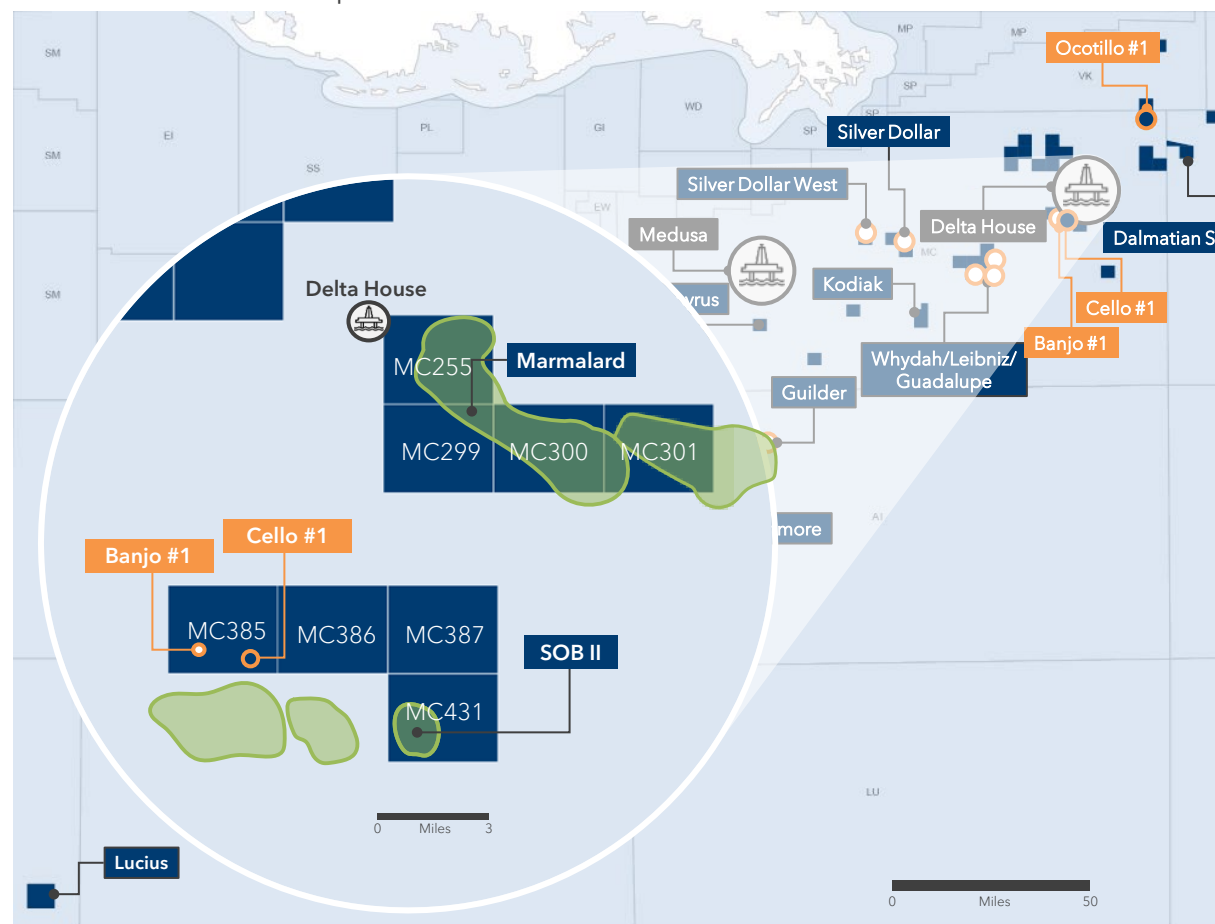 SM
EI
SM
SS
SM
PL
GI
WD
EW
SP
SP
SP
MP
MP
VK
MC
AT
LU
Ocotillo #1
Silver Dollar
Silver Dollar West
Medusa
Delta House
Dalmatian S
Kodiak
Cello #1
Banjo #1
Whydah/Leibniz/
Guadalupe
Guilder
Delta House
MC255
Marmalard
MC299
MC300
MC301
Banjo #1
Cello #1
MC385
MC386
MC387
SOB II
MC431
0 Miles 3
Lucius
0 Miles 50